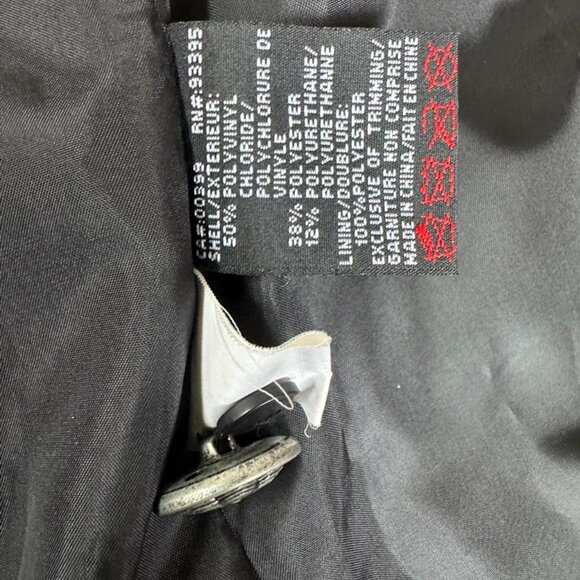 CA#:00399 RN#:93395
SHELL/EXTERIEUR:
50% POLYVINYL
CHLORIDE/
POLYCHLORURE DE
VINYLE
38% POLYESTER
12% POLYURETHANE/
POLYURETHANNE
LINING/DOUBLURE:
100%POLYESTER
EXCLUSIVE OF TRIMMING/
GARNITURE NON COMPRISE
MADE IN CHINA/FAIT EN CHINE